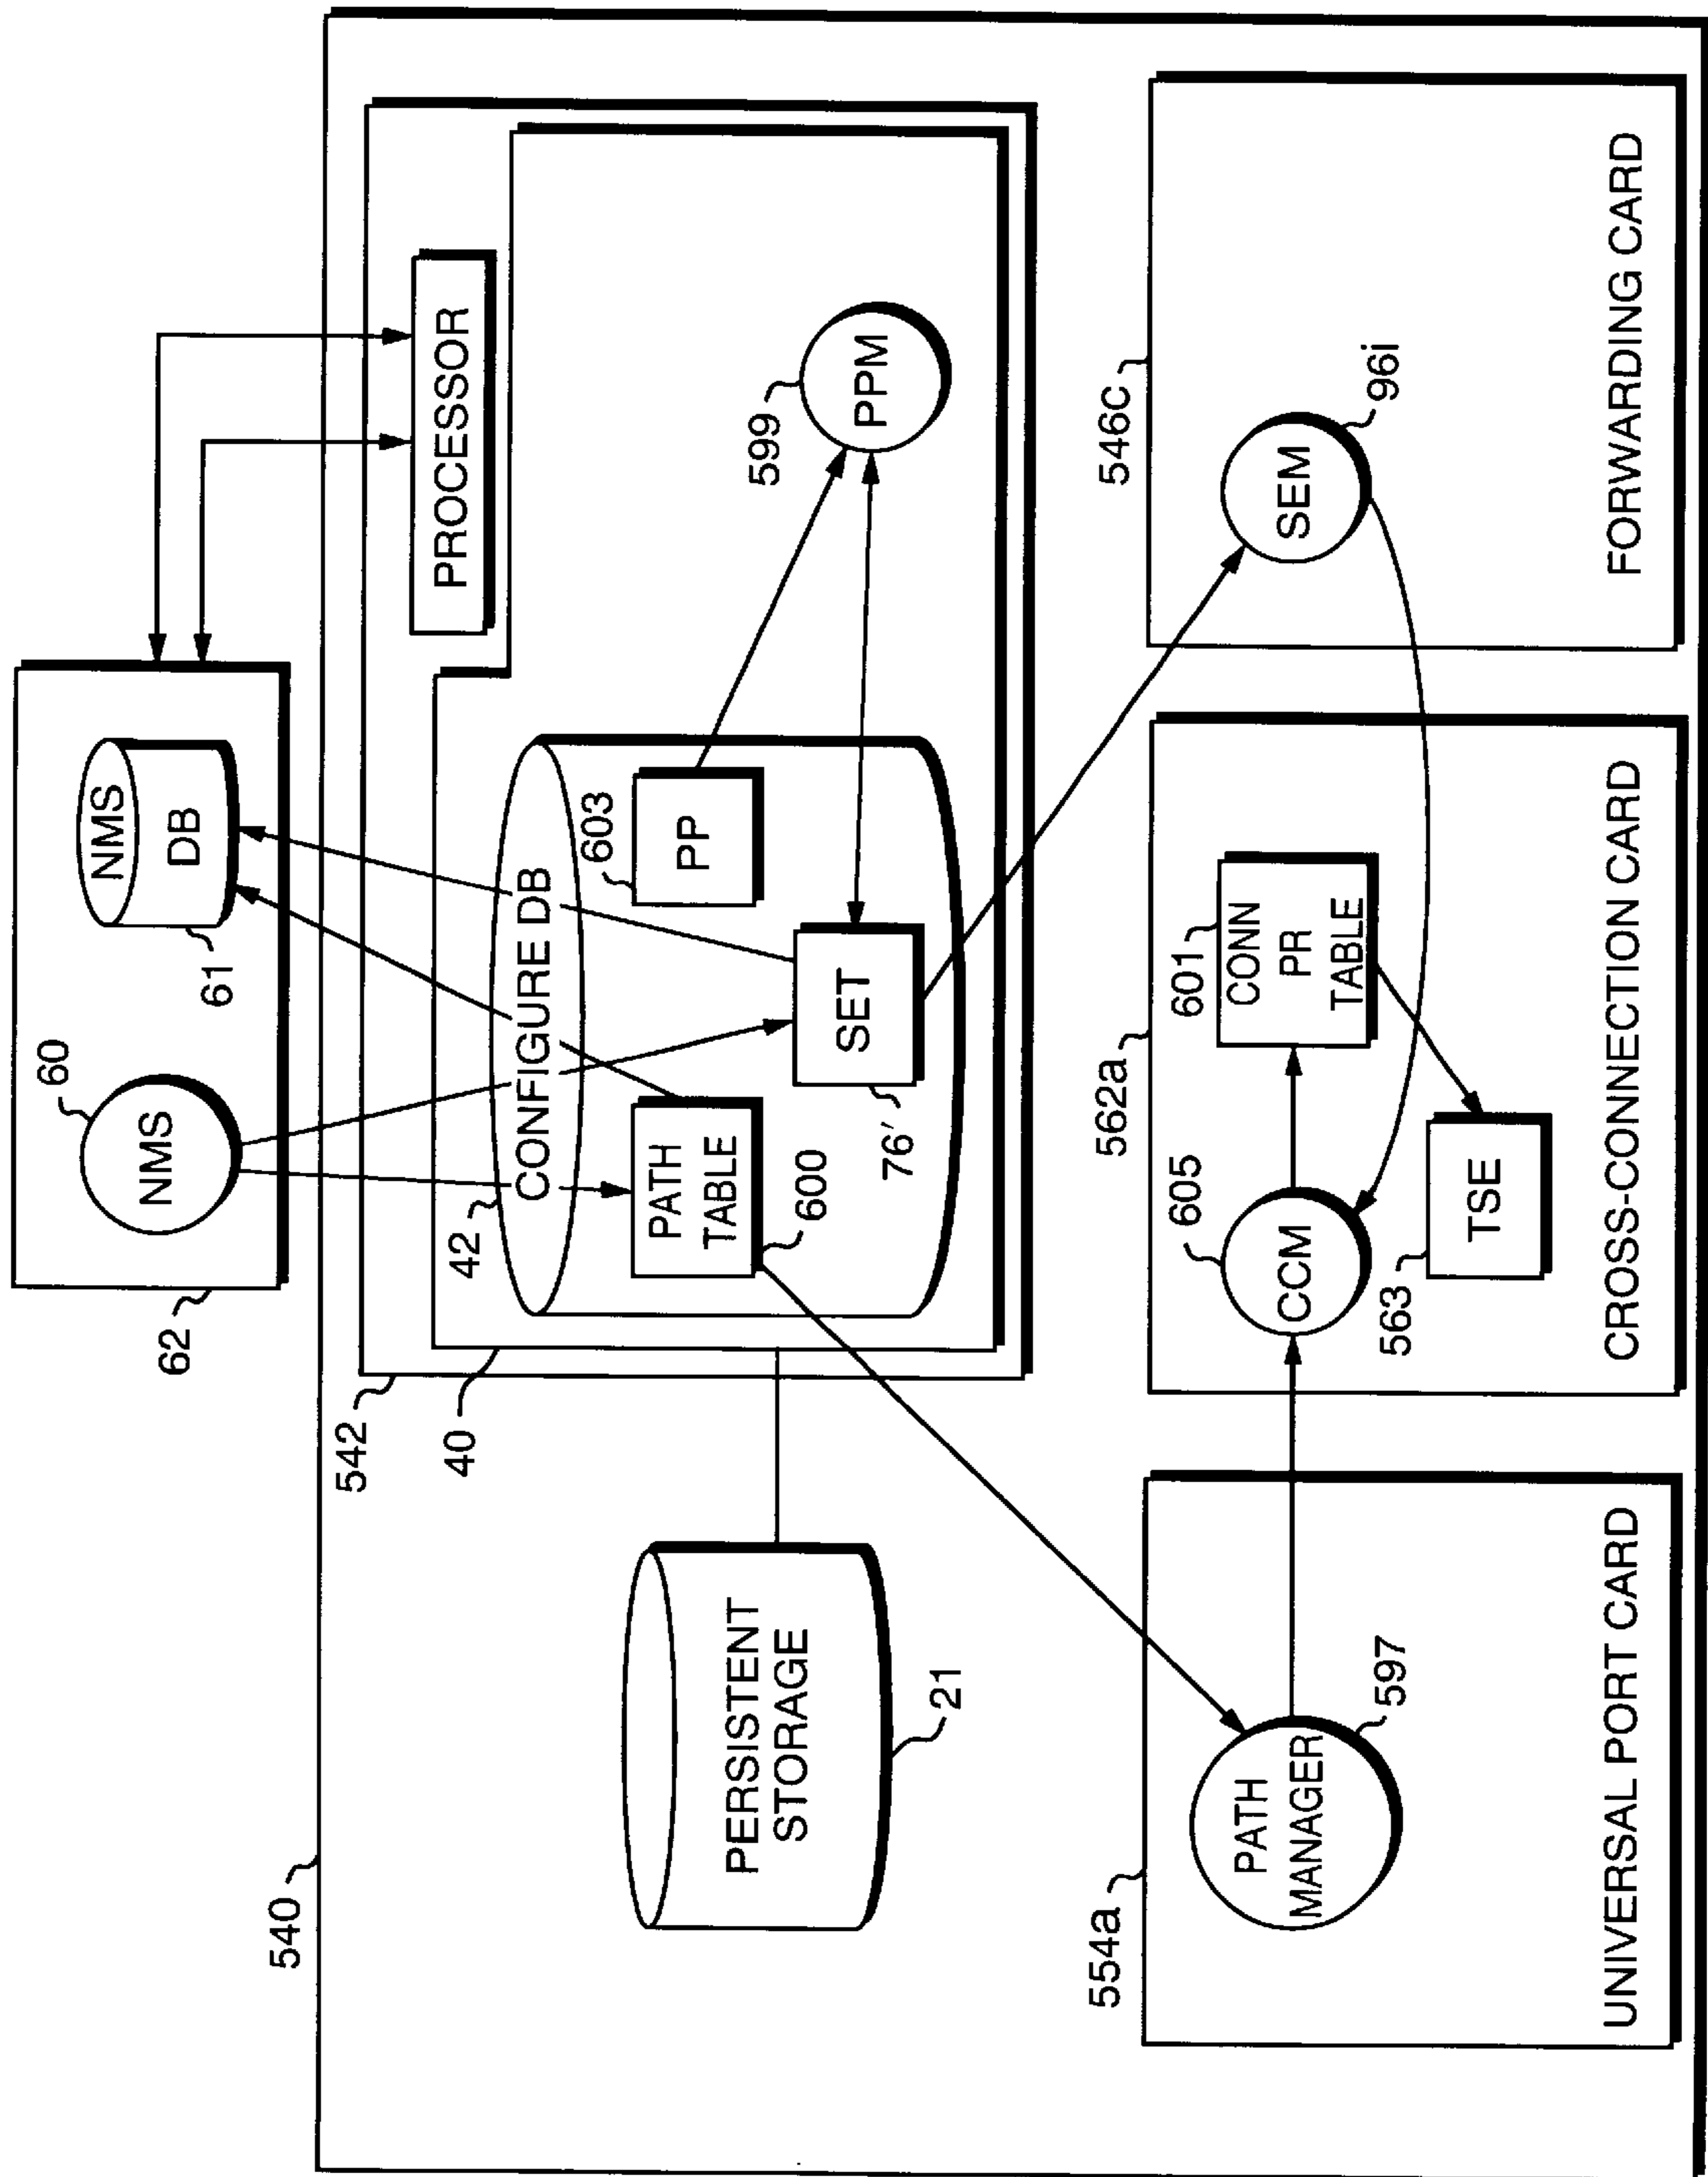 60
NMS
NMS
DB
61
62
540
542
PROCESSOR
40
42
CONFIGURE DB
PERSISTENT
STORAGE
21
PATH
TABLE
600
603
PP
SET
76'
599
PPM
554a
PATH
MANAGER
597
UNIVERSAL PORT CARD
562a
605
CCM
601
CONN
PR
TABLE
563
TSE
CROSS-CONNECTION CARD
546c
SEM
96i
FORWARDING CARD